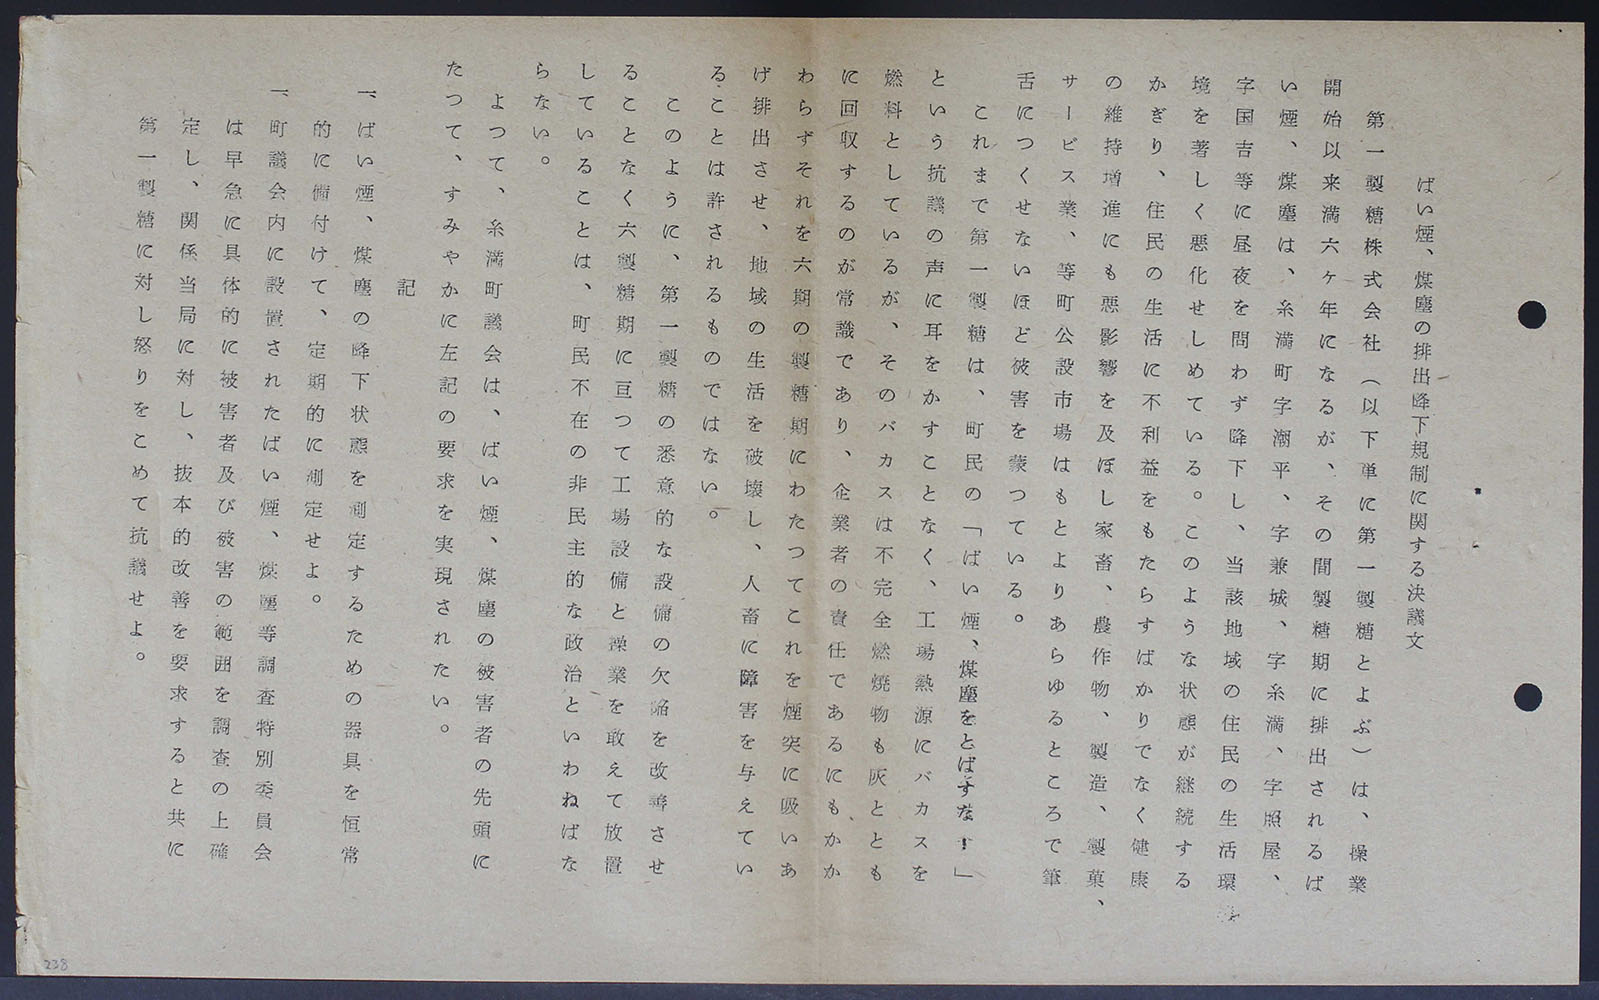 ばい煙、煤塵の排出降下規制に関する決議文
第一製糖株式会社（以下単に第一製糖とよぶ）は、操業
開始以来満六ヶ年になるが、その間製糖期に排出されるば
い煙、煤塵は、糸満町字潮平、字兼城、字糸満、字照屋、
字国吉等に昼夜を問わず降下し、当該地域の住民の生活環
境を著しく悪化せしめている。このような状態が継続する
かぎり、住民の生活に不利益をもたらすばかりでなく健康
の維持増進にも悪影響を及ぼし家畜、農作物、製造、製菓、
サービス業、等町公設市場はもとよりあらゆるところで筆
舌につくせないほど被害を蒙つている。
これまで第一製糖は、町民の「ばい煙、煤塵をとばすな！」
という抗議の声に耳をかすことなく、工場熱源にバカスを
燃料としているが、そのバカスは不完全燃焼物も灰ととも
に回収するのが常識であり、企業者の責任であるにもかか
わらずそれを六期の製糖期にわたつてこれを煙突に吸いあ
げ排出させ、地域の生活を破壊し、人畜に障害を与えてい
ることは許されるものではない。
このように、第一製糖の悉意的な設備の欠陥を改善させ
ることなく六製糖期に亘つて工場設備と操業を敢えて放置
していることは、町民不在の非民主的な政治といわねばな
らない。
よつて、糸満町議会は、ばい煙、煤塵の被害者の先頭に
たつて、すみやかに左記の要求を実現されたい。
記
一、ばい煙、煤塵の降下状態を測定するための器具を恒常
的に備付けて、定期的に測定せよ。
一、町議会内に設置されたばい煙、煤塵等調査特別委員会
は早急に具体的に被害者及び被害の範囲を調査の上確
定し、関係当局に対し、抜本的改善を要求すると共に
第一製糖に対し怒りをこめて抗議せよ。
238